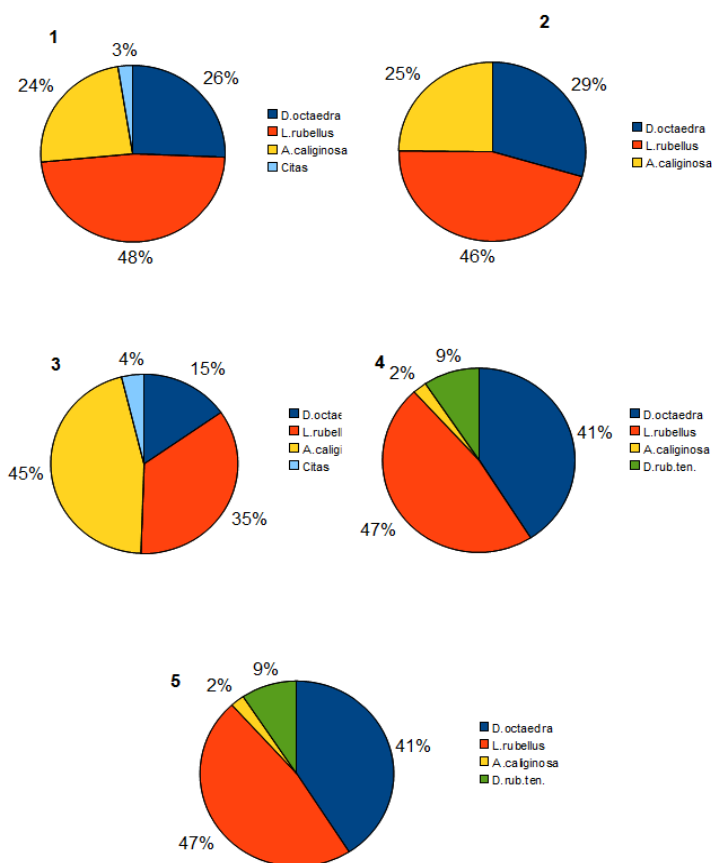 1
3%
24%
26%
D.octaedra
L.rubellus
A.caliginosa
Citas
48%
2
25%
29%
D.octaedra
L.rubellus
A.caliginosa
46%
3
4%
15%
D.octae
L.rubell
A.caligi
Citas
45%
35%
4
9%
2%
41%
D.octaedra
L.rubellus
A.caliginosa
D.rub.ten.
47%
5
9%
2%
41%
D.octaedra
L.rubellus
A.caliginosa
D.rub.ten.
47%